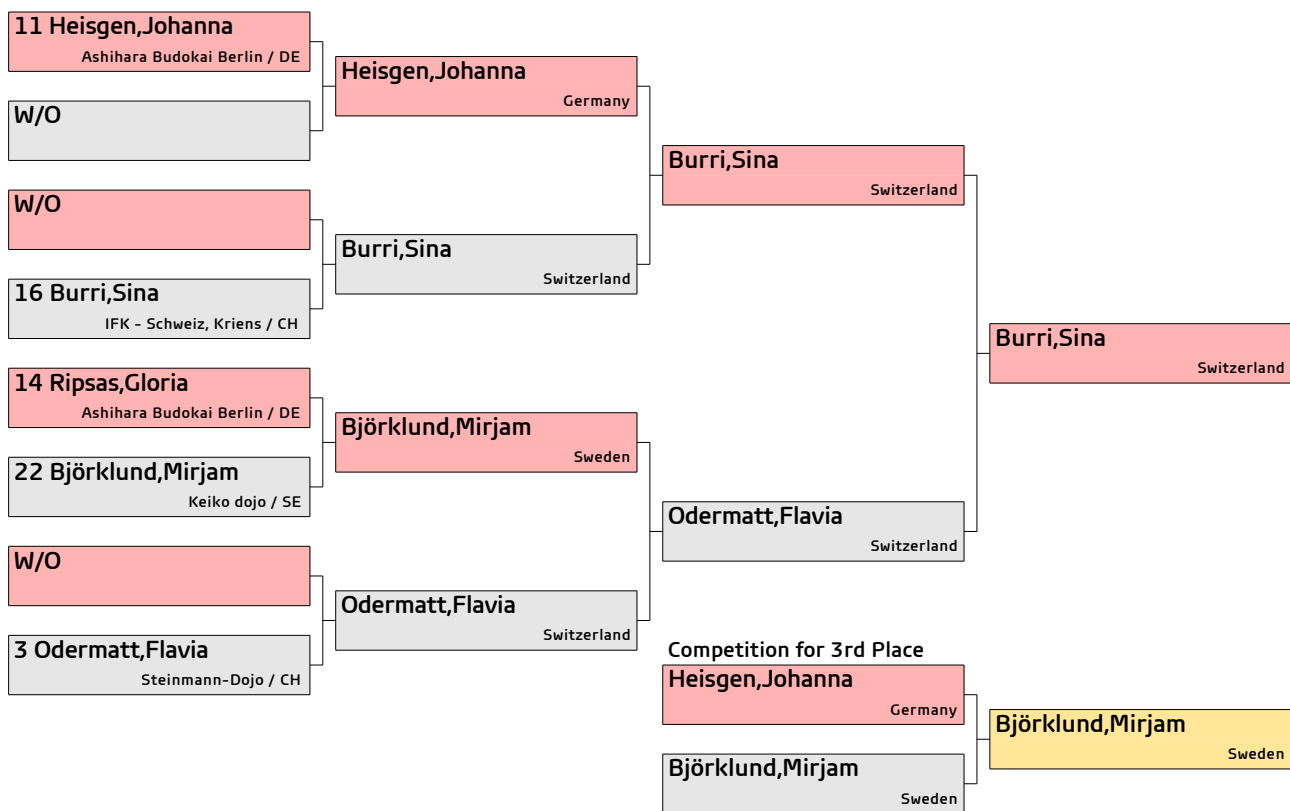 11 Heisgen,Johanna
Ashihara Budokai Berlin / DE
W/O
W/O
16 Burri,Sina
IFK - Schweiz, Kriens / CH
14 Ripsas,Gloria
Ashihara Budokai Berlin / DE
22 Björklund,Mirjam
Keiko dojo / SE
W/O
3 Odermatt,Flavia
Steinmann-Dojo / CH
Heisgen,Johanna
Germany
Burri,Sina
Switzerland
Björklund,Mirjam
Sweden
Odermatt,Flavia
Switzerland
Burri,Sina
Switzerland
Odermatt,Flavia
Switzerland
Burri,Sina
Switzerland
Competition for 3rd Place
Heisgen,Johanna
Germany
Björklund,Mirjam
Sweden
Björklund,Mirjam
Sweden